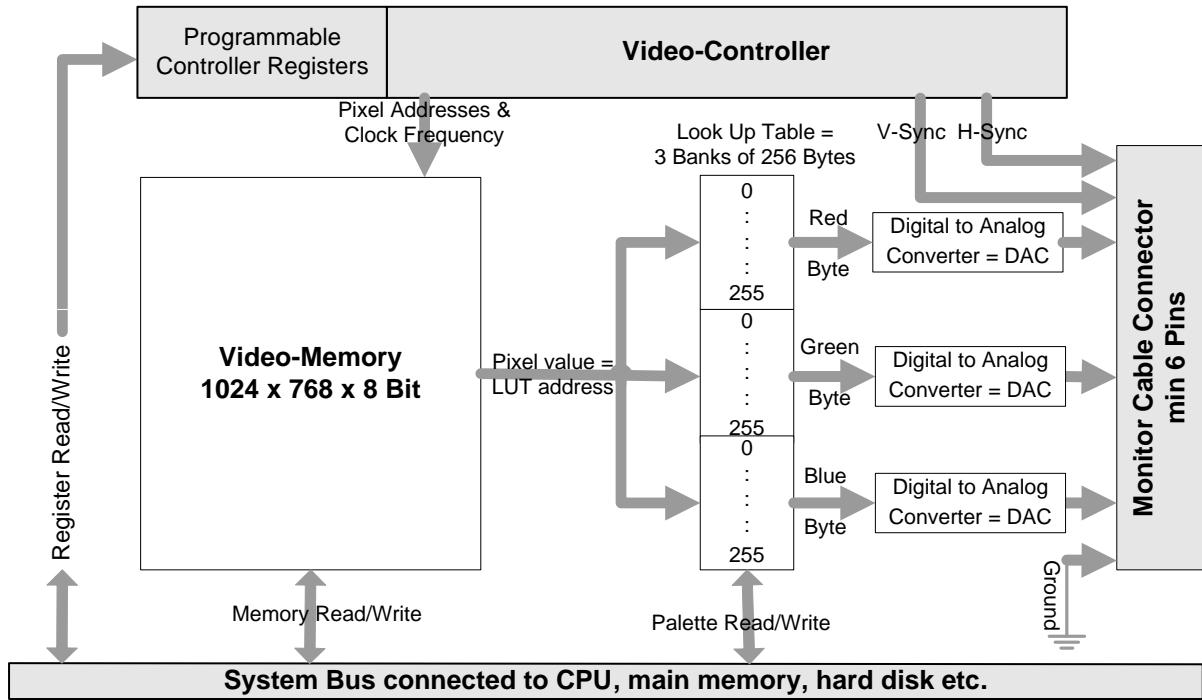 Programmable
Controller Registers
Video-Controller
Pixel Addresses &
Clock Frequency
Look Up Table =
3 Banks of 256 Bytes
V-Sync H-Sync
Register Read/Write
Video-Memory
1024 x 768 x 8 Bit
Pixel value =
LUT address
0
:
:
:
:
255
0
:
:
:
:
255
0
:
:
:
:
255
Red
Byte
Green
Byte
Blue
Byte
Digital to Analog
Converter = DAC
Digital to Analog
Converter = DAC
Digital to Analog
Converter = DAC
Monitor Cable Connector
min 6 Pins
Ground
Memory Read/Write
Palette Read/Write
System Bus connected to CPU, main memory, hard disk etc.